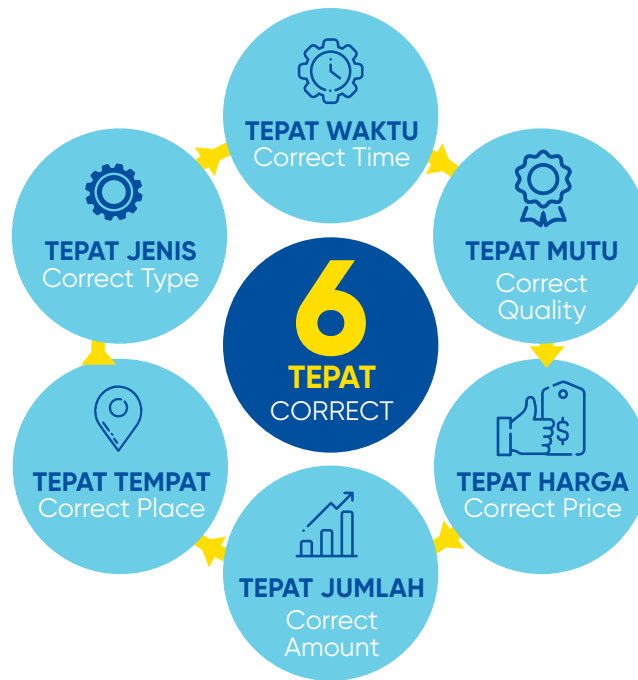 TEPAT WAKTU
Correct Time
TEPAT MUTU
Correct
Quality
TEPAT HARGA
Correct Price
TEPAT JUMLAH
Correct
Amount
TEPAT TEMPAT
Correct Place
TEPAT JENIS
Correct Type
6
TEPAT
CORRECT
$